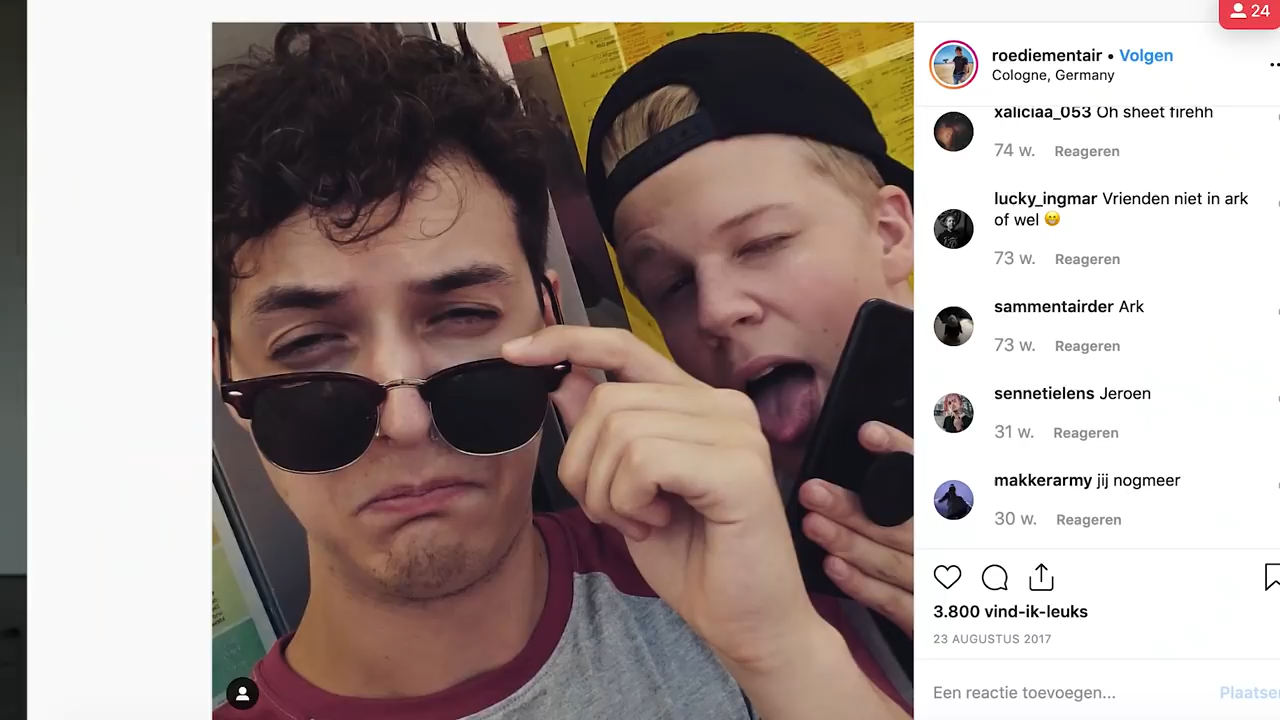 24
roediementair • Volgen
Cologne, Germany
xaliciaa_053 Oh sheet firehh
74 w. Reageren
lucky_ingmar Vrienden niet in ark
of wel 😁
73 w. Reageren
sammentairder Ark
73 w. Reageren
sennetielens Jeroen
31 w. Reageren
makkerarmy jij nogmeer
30 w. Reageren
3.800 vind-ik-leuks
23 AUGUSTUS 2017
Een reactie toevoegen...